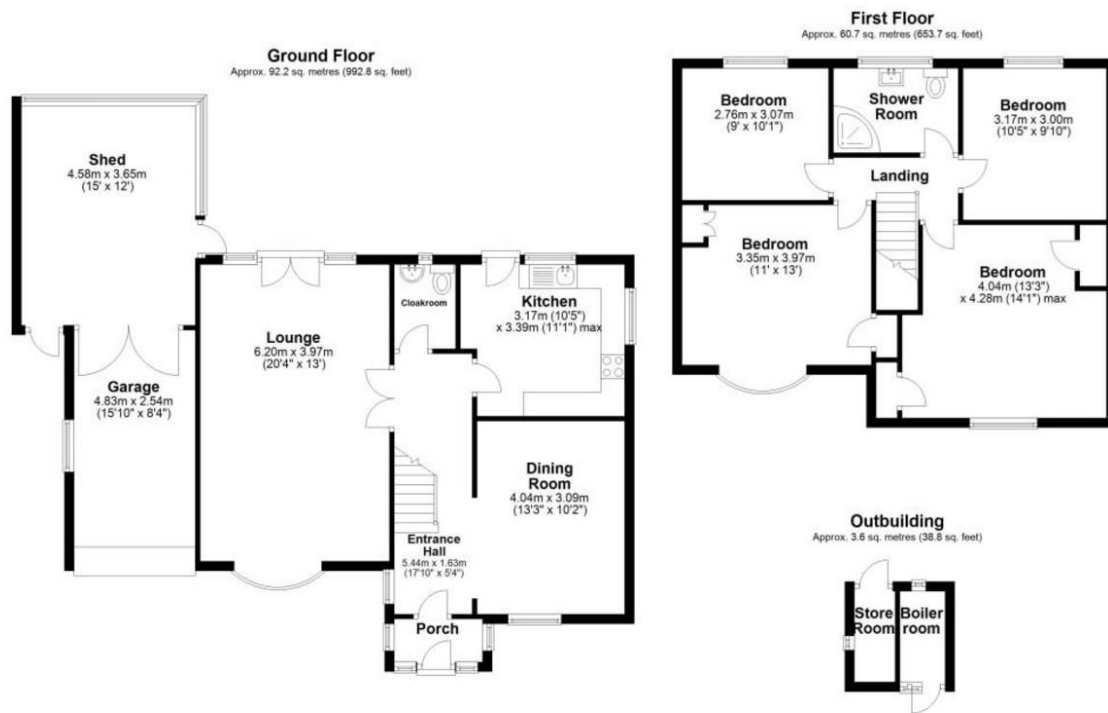 Ground Floor
Approx. 92.2 sq. metres (992.8 sq. feet)
Shed
4.58m x 3.65m
(15' x 12')
Lounge
6.20m x 3.97m
(20'4" x 13')
Cloakroom
Kitchen
3.17m (10'5")
x 3.39m (11'1") max
Garage
4.83m x 2.54m
(15'10" x 8'4")
Dining
Room
4.04m x 3.09m
(13'3" x 10'2")
Entrance
Hall
5.44m x 1.63m
(17'10" x 5'4")
Porch
First Floor
Approx. 60.7 sq. metres (653.7 sq. feet)
Bedroom
2.76m x 3.07m
(9' x 10'1")
Shower
Room
Bedroom
3.17m x 3.00m
(10'5" x 9'10")
Landing
Bedroom
3.35m x 3.97m
(11' x 13')
Bedroom
4.04m (13'3")
x 4.28m (14'1") max
Outbuilding
Approx. 3.6 sq. metres (38.8 sq. feet)
Store
Room
Boiler
room